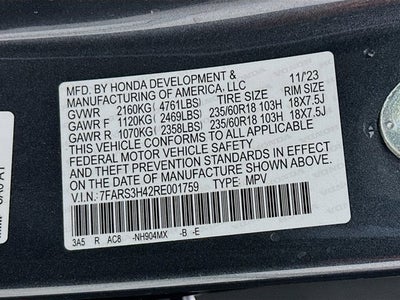 MFD. BY HONDA DEVELOPMENT &
MANUFACTURING OF AMERICA, LLC 11/'23
GVWR 2160KG ( 4761LBS) TIRE SIZE RIM SIZE
GAWR F 1120KG ( 2469LBS) 235/60R18 103H 18X7.5J
GAWR R 1070KG ( 2358LBS) 235/60R18 103H 18X7.5J
THIS VEHICLE CONFORMS TO ALL APPLICABLE
FEDERAL MOTOR VEHICLE SAFETY, BUMPER,
AND THEFT PREVENTION STANDARDS IN EFFECT
ON THE DATE OF MANUFACTURE SHOWN ABOVE.
V.I.N.: 7FARS3H42RE001759 TYPE: MPV
3A5 R AC8 -NH904MX -B -E